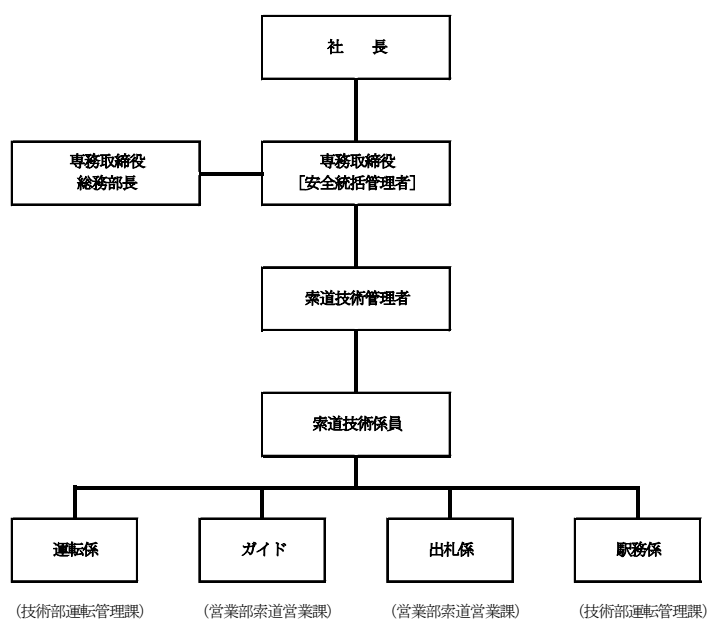 社　　長
専務取締役
総務部長
専務取締役
［安全統括管理者］
索道技術管理者
索道技術係員
運転係
ガイド
出札係
駅務係
（技術部運転管理課）
（営業部索道営業課）
（営業部索道営業課）
（技術部運転管理課）